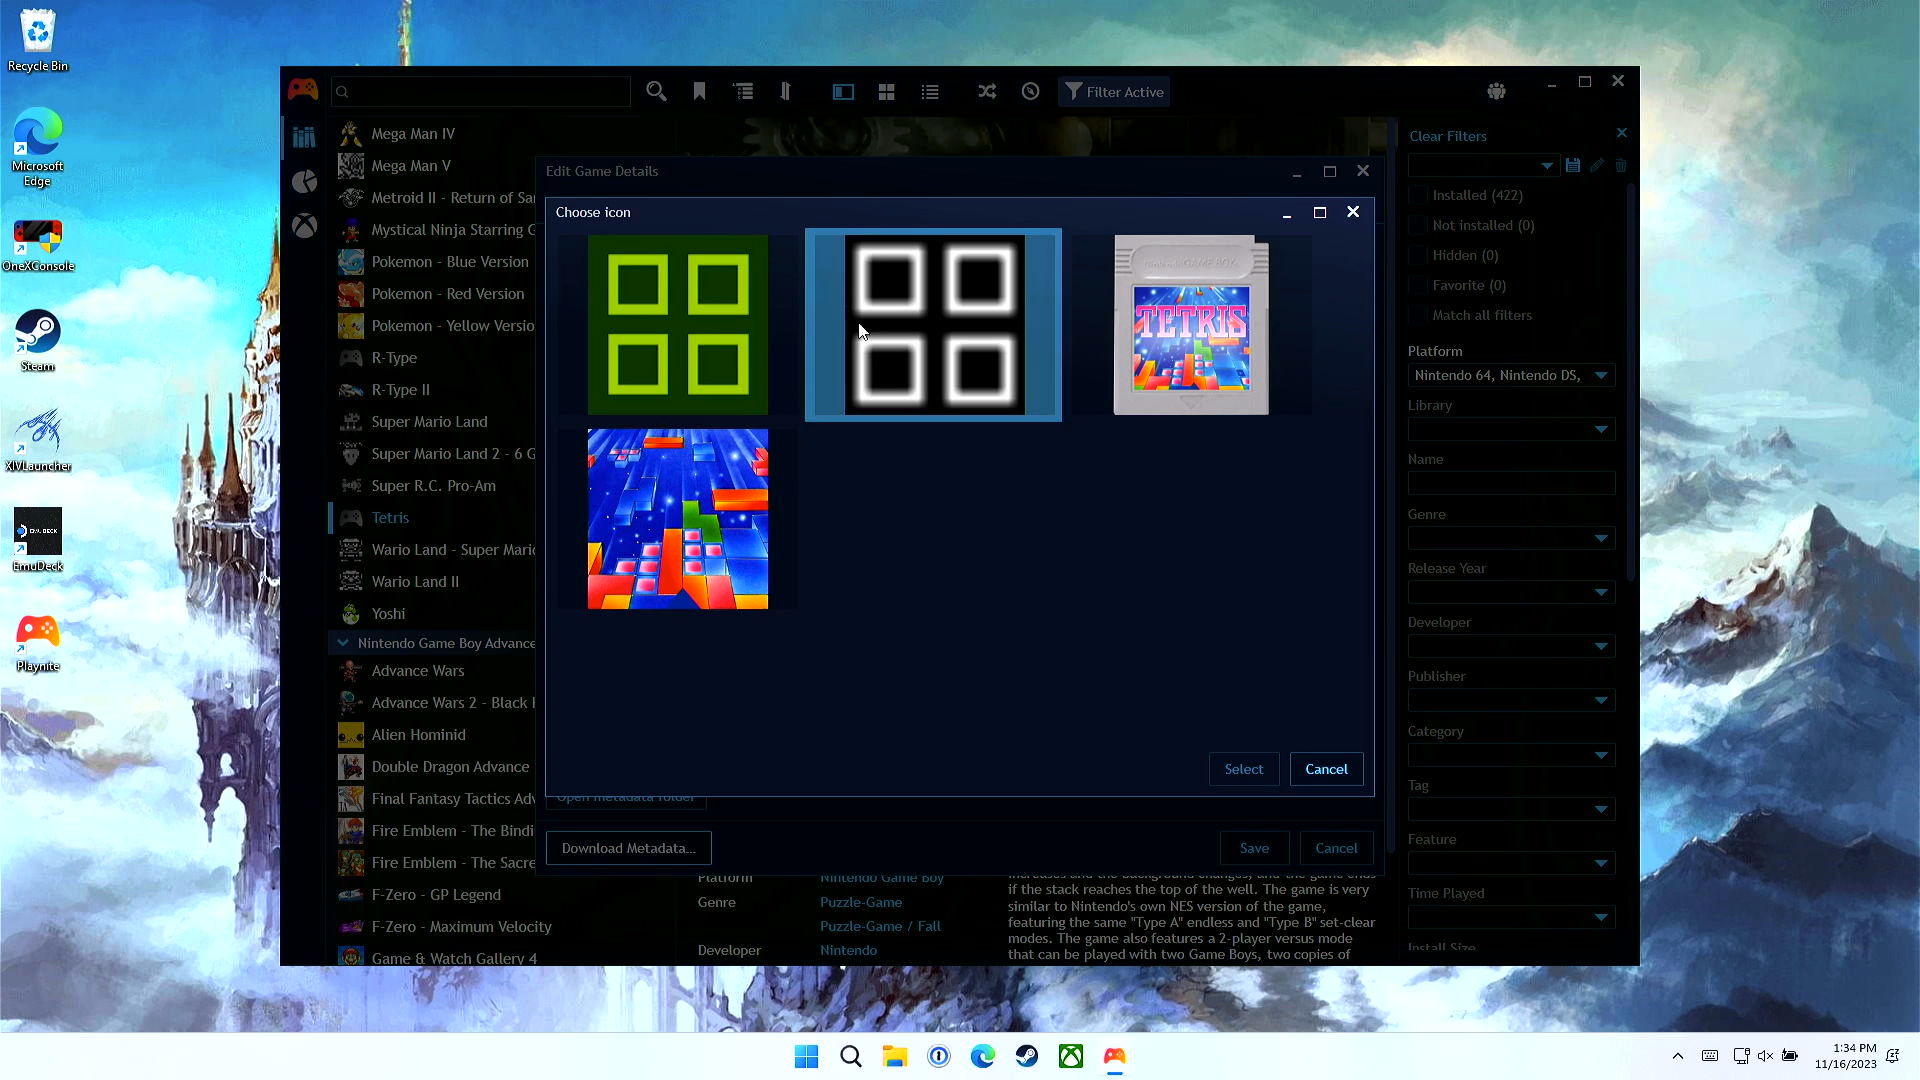 Recycle Bin
Microsoft
Edge
OneXConsole
Steam
XIVLauncher
EMUDECK
EmuDeck
Playnite
Filter Active
Mega Man IV
Mega Man V
Metroid II - Return of Sa
Mystical Ninja Starring G
Pokemon - Blue Version
Pokemon - Red Version
Pokemon - Yellow Versio
R-Type
R-Type II
Super Mario Land
Super Mario Land 2 - 6 G
Super R.C. Pro-Am
Tetris
Wario Land - Super Mario
Wario Land II
Yoshi
Nintendo Game Boy Advance
Advance Wars
Advance Wars 2 - Black
Alien Hominid
Double Dragon Advance
Final Fantasy Tactics Adv
Fire Emblem - The Bindi
Fire Emblem - The Sacre
F-Zero - GP Legend
F-Zero - Maximum Velocity
Game & Watch Gallery 4
Edit Game Details
Choose icon
Nintendo GAME BOY
TETRIS
Select
Cancel
Open metadata folder
Download Metadata...
Save
Cancel
Platform
Nintendo Game Boy
Genre
Puzzle-Game
Puzzle-Game / Fall
Developer
Nintendo
increases and the background changes, and the game ends
if the stack reaches the top of the well. The game is very
similar to Nintendo's own NES version of the game,
featuring the same "Type A" endless and "Type B" set-clear
modes. The game also features a 2-player versus mode
that can be played with two Game Boys, two copies of
Clear Filters
Installed (422)
Not installed (0)
Hidden (0)
Favorite (0)
Match all filters
Platform
Nintendo 64, Nintendo DS,
Library
Name
Genre
Release Year
Developer
Publisher
Category
Tag
Feature
Time Played
Install Size
1:34 PM
11/16/2023